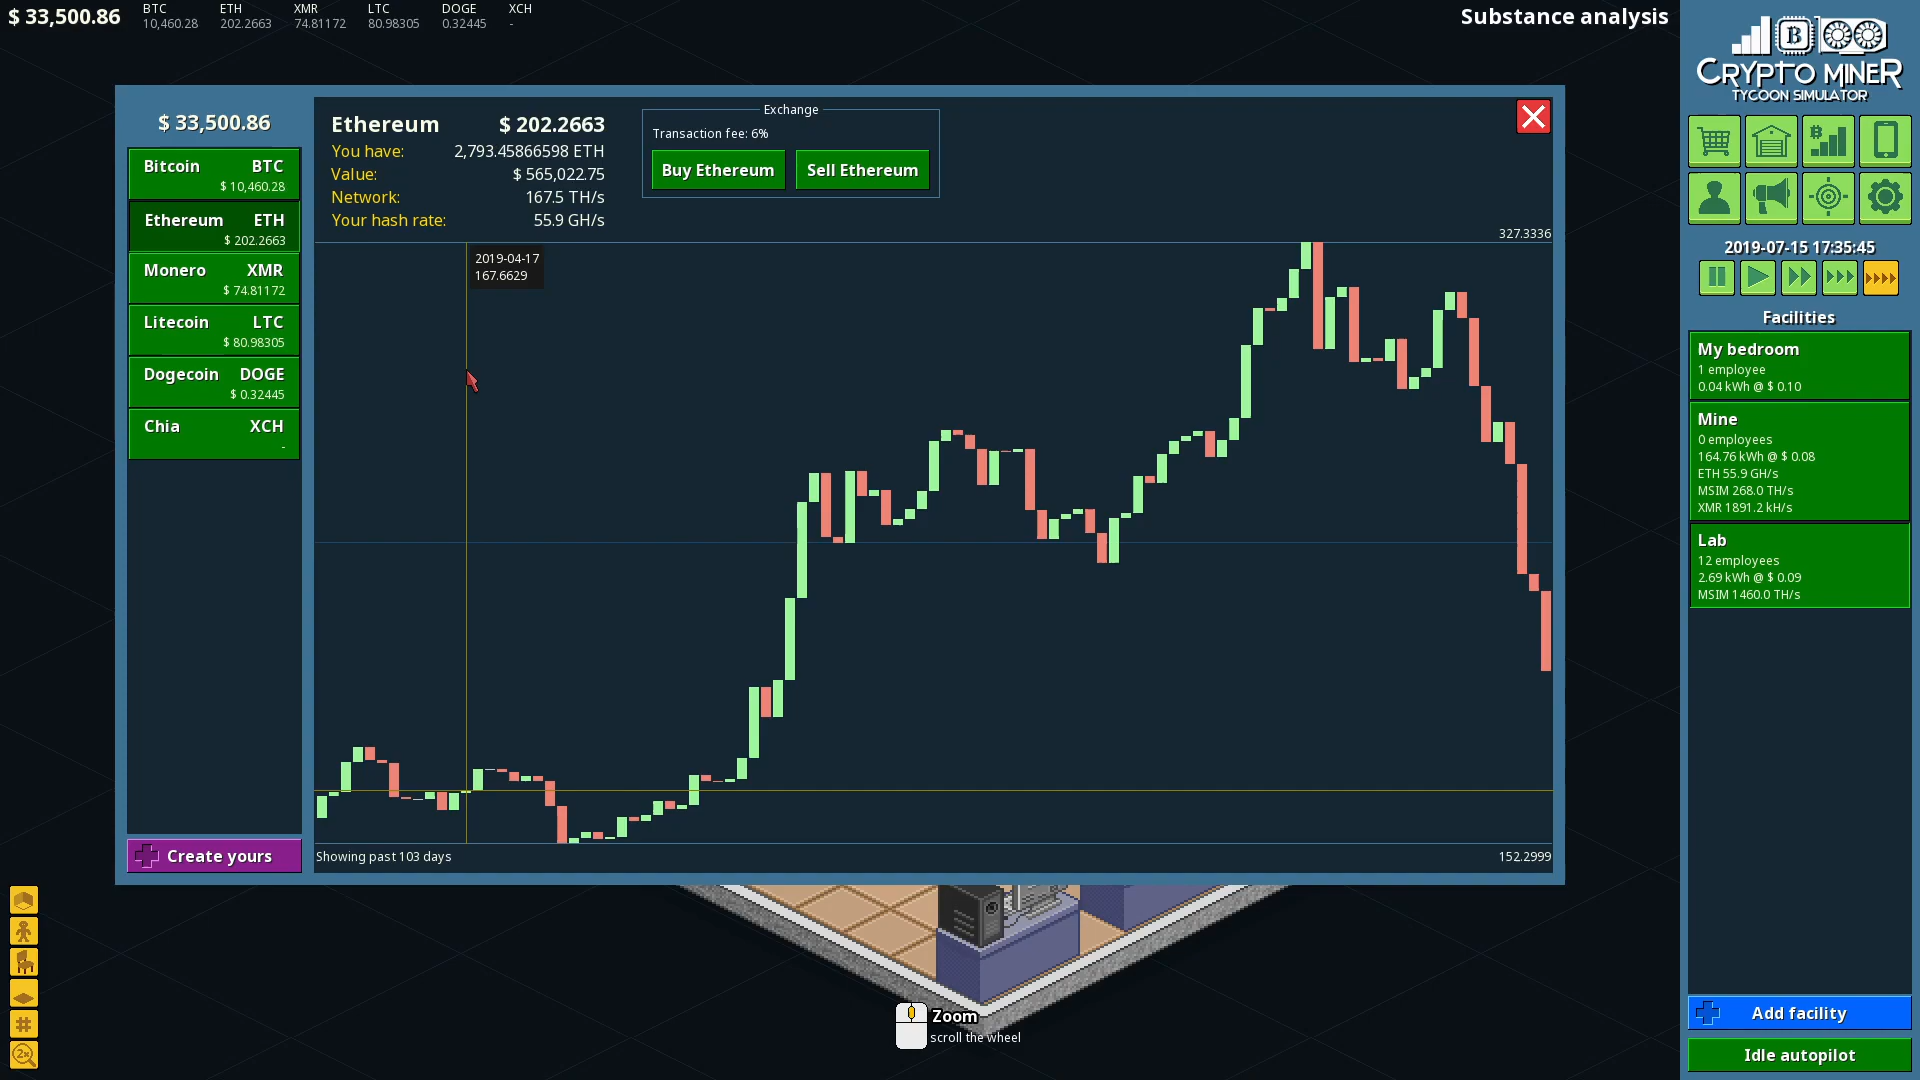 $ 33,500.86
BTC
10,460.28
ETH
202.2663
XMR
74.81172
LTC
80.98305
DOGE
0.32445
XCH
-
Substance analysis
$ 33,500.86
Bitcoin BTC
$ 10,460.28
Ethereum ETH
$ 202.2663
Monero XMR
$ 74.81172
Litecoin LTC
$ 80.98305
Dogecoin DOGE
$ 0.32445
Chia XCH
-
Create yours
Ethereum $ 202.2663
You have: 2,793.45866598 ETH
Value: $ 565,022.75
Network: 167.5 TH/s
Your hash rate: 55.9 GH/s
Exchange
Transaction fee: 6%
Buy Ethereum
Sell Ethereum
327.3336
2019-04-17
167.6629
Showing past 103 days
152.2999
Zoom
scroll the wheel
2x
B
CRYPTO MINER
TYCOON SIMULATOR
2019-07-15 17:35:45
Facilities
My bedroom
1 employee
0.04 kWh @ $ 0.10
Mine
0 employees
164.76 kWh @ $ 0.08
ETH 55.9 GH/s
MSIM 268.0 TH/s
XMR 1891.2 kH/s
Lab
12 employees
2.69 kWh @ $ 0.09
MSIM 1460.0 TH/s
Add facility
Idle autopilot